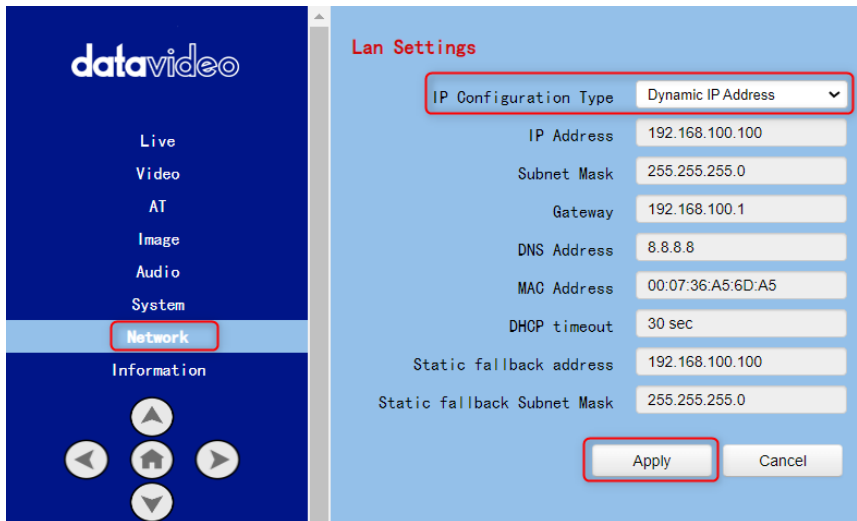 datavideo
Live
Video
AT
Image
Audio
System
Network
Information
Lan Settings
IP Configuration Type Dynamic IP Address
IP Address 192.168.100.100
Subnet Mask 255.255.255.0
Gateway 192.168.100.1
DNS Address 8.8.8.8
MAC Address 00:07:36:A5:6D:A5
DHCP timeout 30 sec
Static fallback address 192.168.100.100
Static fallback Subnet Mask 255.255.255.0
Apply Cancel